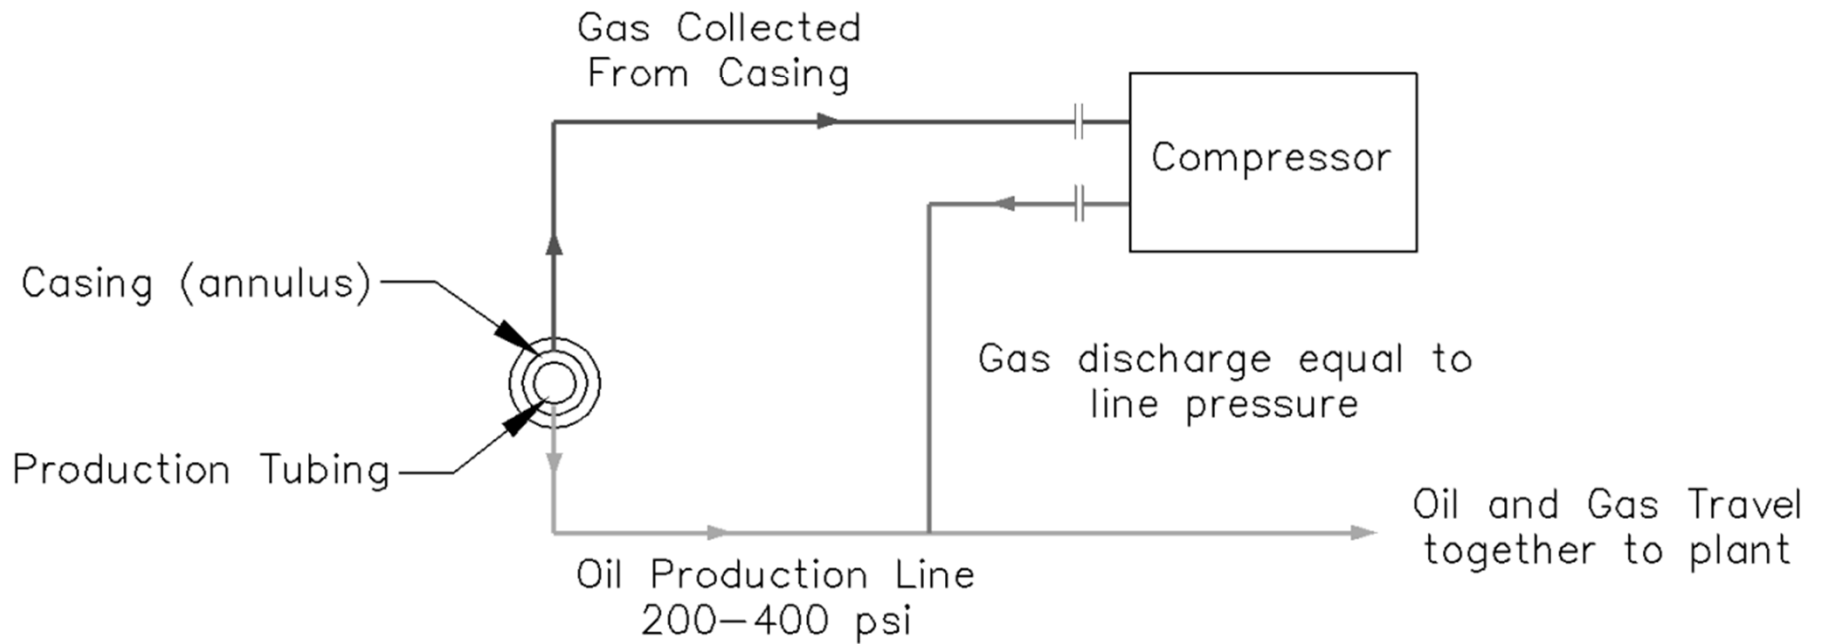 Gas Collected
From Casing
Compressor
Casing (annulus)
Gas discharge equal to
line pressure
Production Tubing
Oil and Gas Travel
together to plant
Oil Production Line
200-400 psi